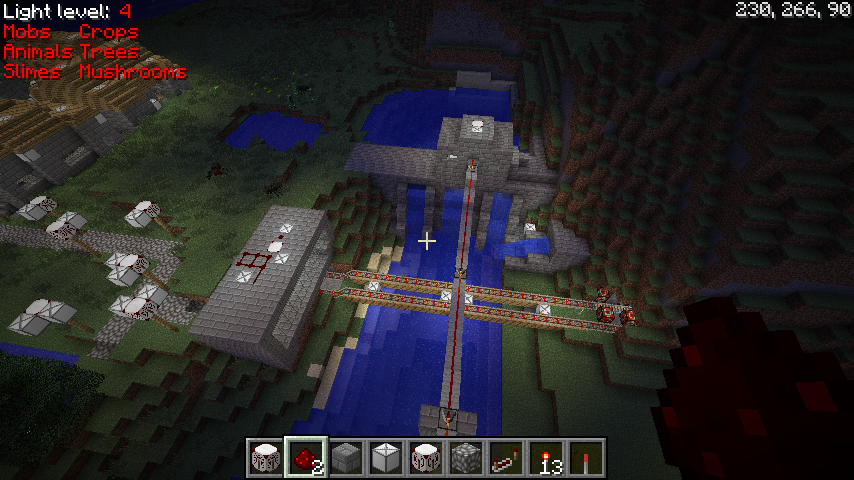 Light level: 4
230, 266, 90
Mobs Crops
Animals Trees
Slimes Mushrooms
2
13